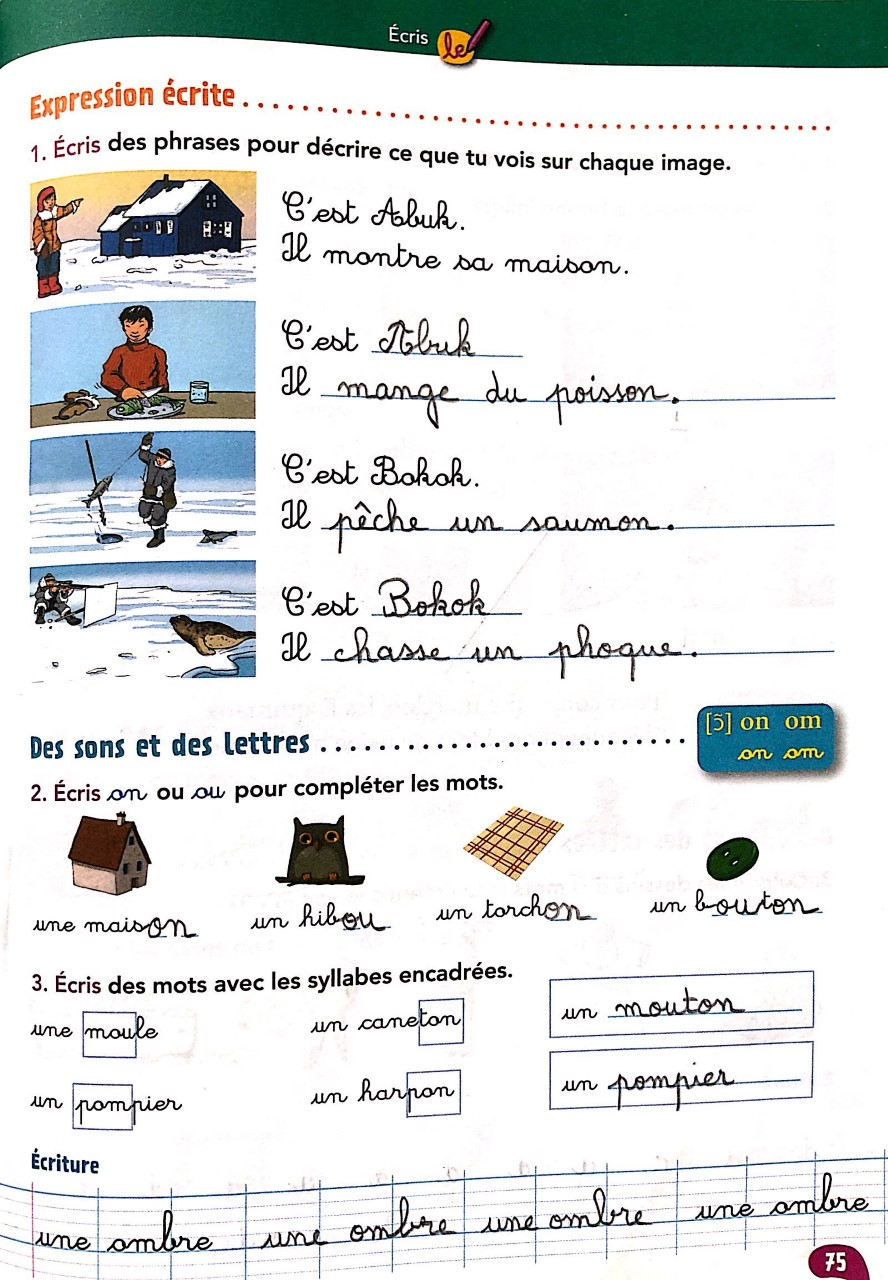 Écris le
Expression écrite
1. Écris des phrases pour décrire ce que tu vois sur chaque image.
C'est Abuk.
Il montre sa maison.
C'est Abuk
Il mange du poisson.
C'est Bokok.
Il pêche un saumon.
C'est Bokok
Il chasse un phoque.
Des sons et des lettres
[ɔ̃] on om
on om
2. Écris on ou ou pour compléter les mots.
une maison un hibou un torchon un bouton
3. Écris des mots avec les syllabes encadrées.
une moule un caneton un mouton
un pompier un harpon un pompier
Écriture
une ombre une ombre une ombre une ombre
75